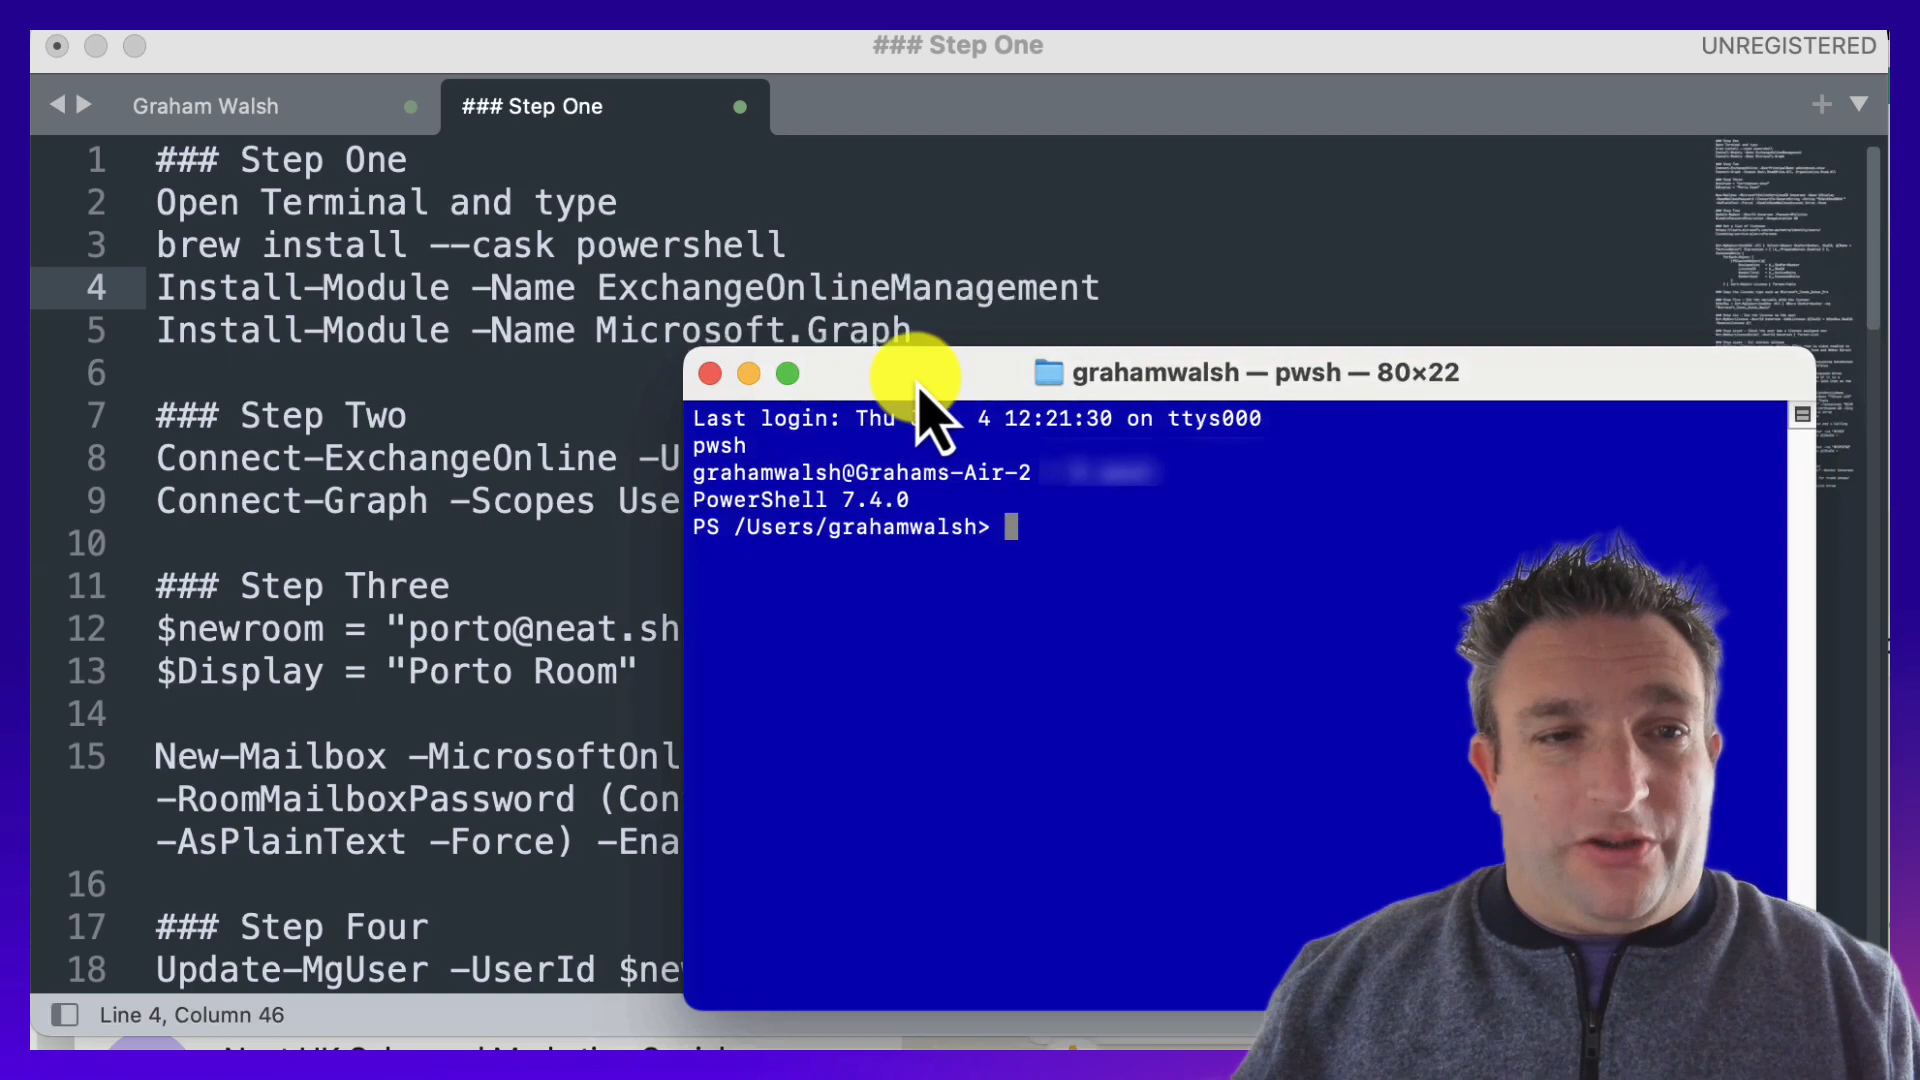 ### Step One
UNREGISTERED
Graham Walsh
### Step One
1 ### Step One
2 Open Terminal and type
3 brew install --cask powershell
4 Install-Module -Name ExchangeOnlineManagement
5 Install-Module -Name Microsoft.Graph
6
7 ### Step Two
8 Connect-ExchangeOnline -U
9 Connect-Graph -Scopes Use
10
11 ### Step Three
12 $newroom = "porto@neat.sh
13 $Display = "Porto Room"
14
15 New-Mailbox -MicrosoftOnl
-RoomMailboxPassword (Con
-AsPlainText -Force) -Ena
16
17 ### Step Four
18 Update-MgUser -UserId $ne
Line 4, Column 46
grahamwalsh — pwsh — 80×22
Last login: Thu 4 12:21:30 on ttys000
pwsh
grahamwalsh@Grahams-Air-2
PowerShell 7.4.0
PS /Users/grahamwalsh>